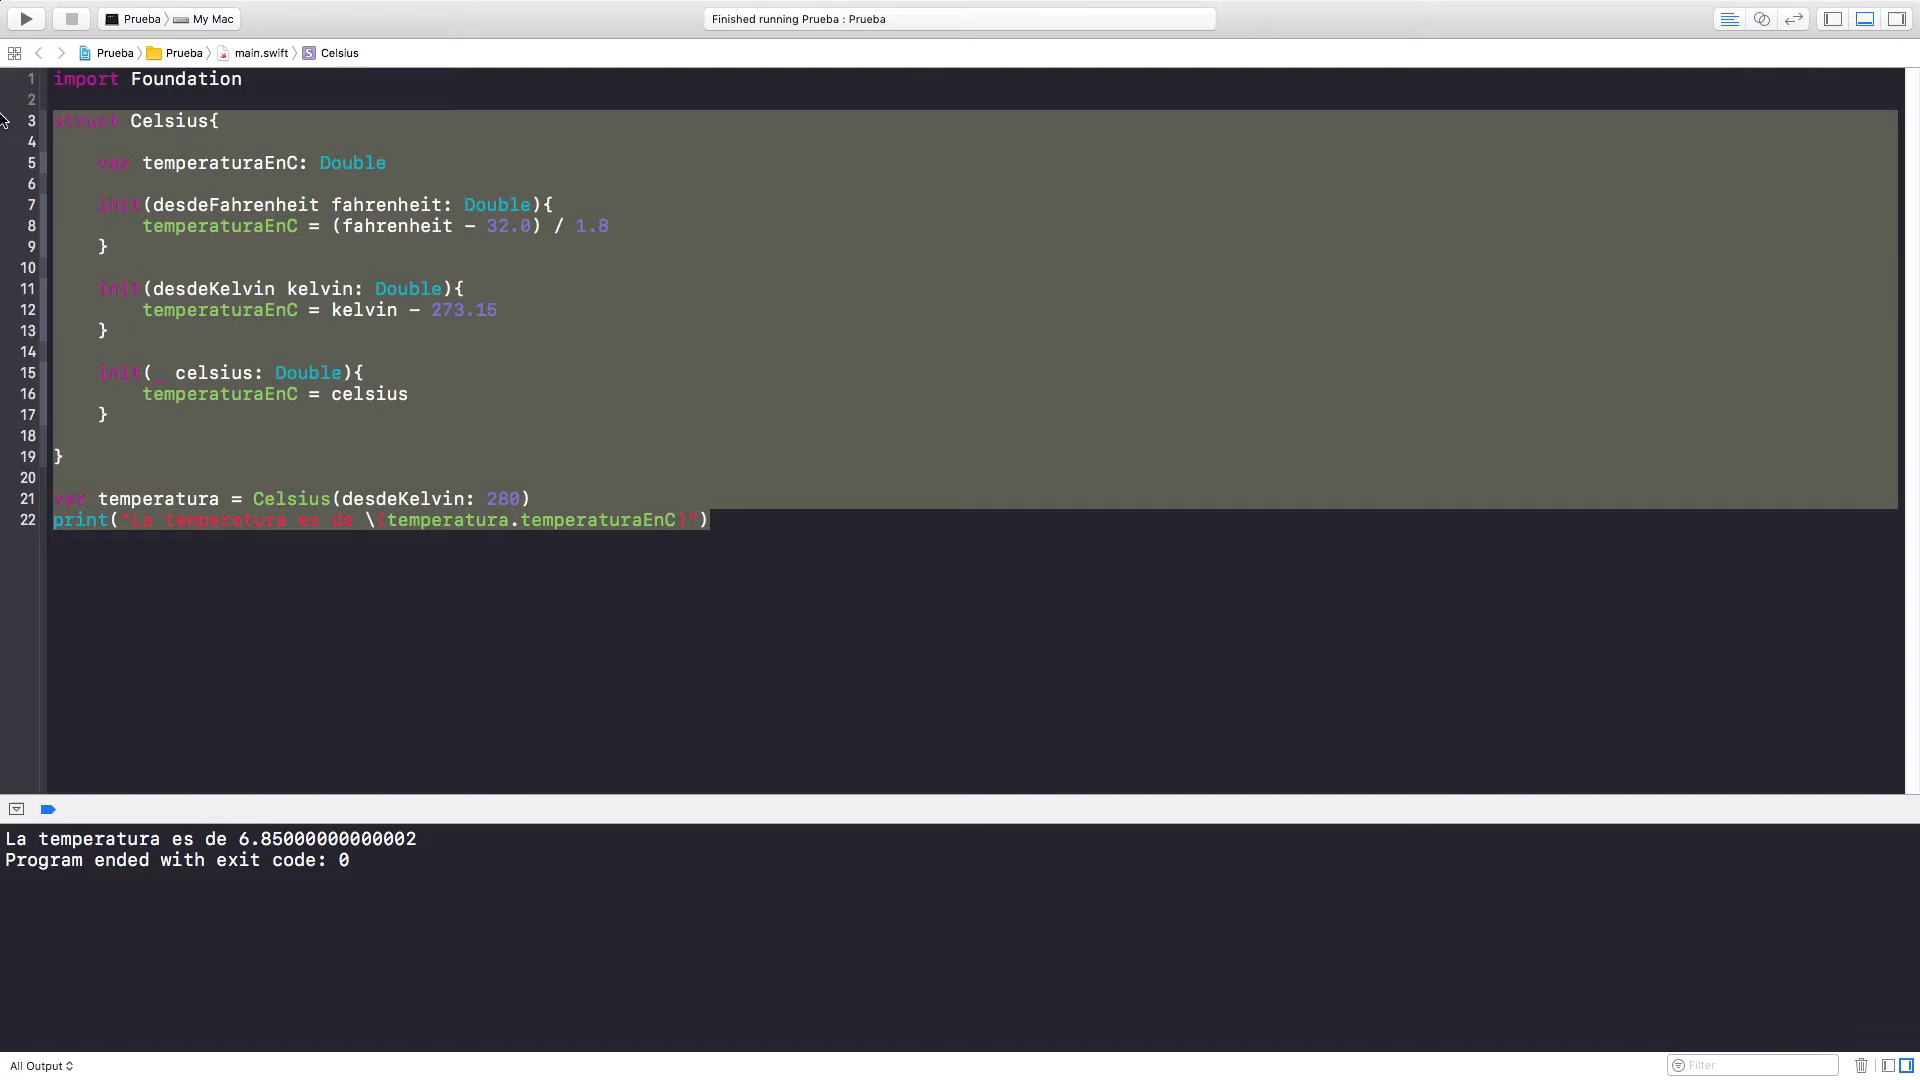 Prueba My Mac
Finished running Prueba : Prueba
Prueba Prueba main.swift Celsius
1 import Foundation
2
3 struct Celsius{
4
5 var temperaturaEnC: Double
6
7 init(desdeFahrenheit fahrenheit: Double){
8 temperaturaEnC = (fahrenheit - 32.0) / 1.8
9 }
10
11 init(desdeKelvin kelvin: Double){
12 temperaturaEnC = kelvin - 273.15
13 }
14
15 init(_ celsius: Double){
16 temperaturaEnC = celsius
17 }
18
19 }
20
21 var temperatura = Celsius(desdeKelvin: 280)
22 print("La temperatura es de \(temperatura.temperaturaEnC)")
La temperatura es de 6.85000000000002
Program ended with exit code: 0
All Output
Filter